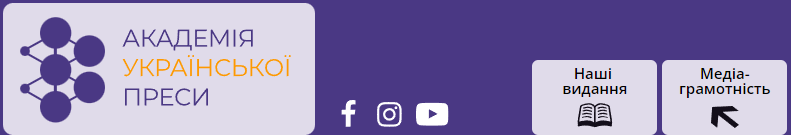 АКАДЕМІЯ
УКРАЇНСЬКОЇ
ПРЕСИ
Наші
видання
Медіа-
грамотність